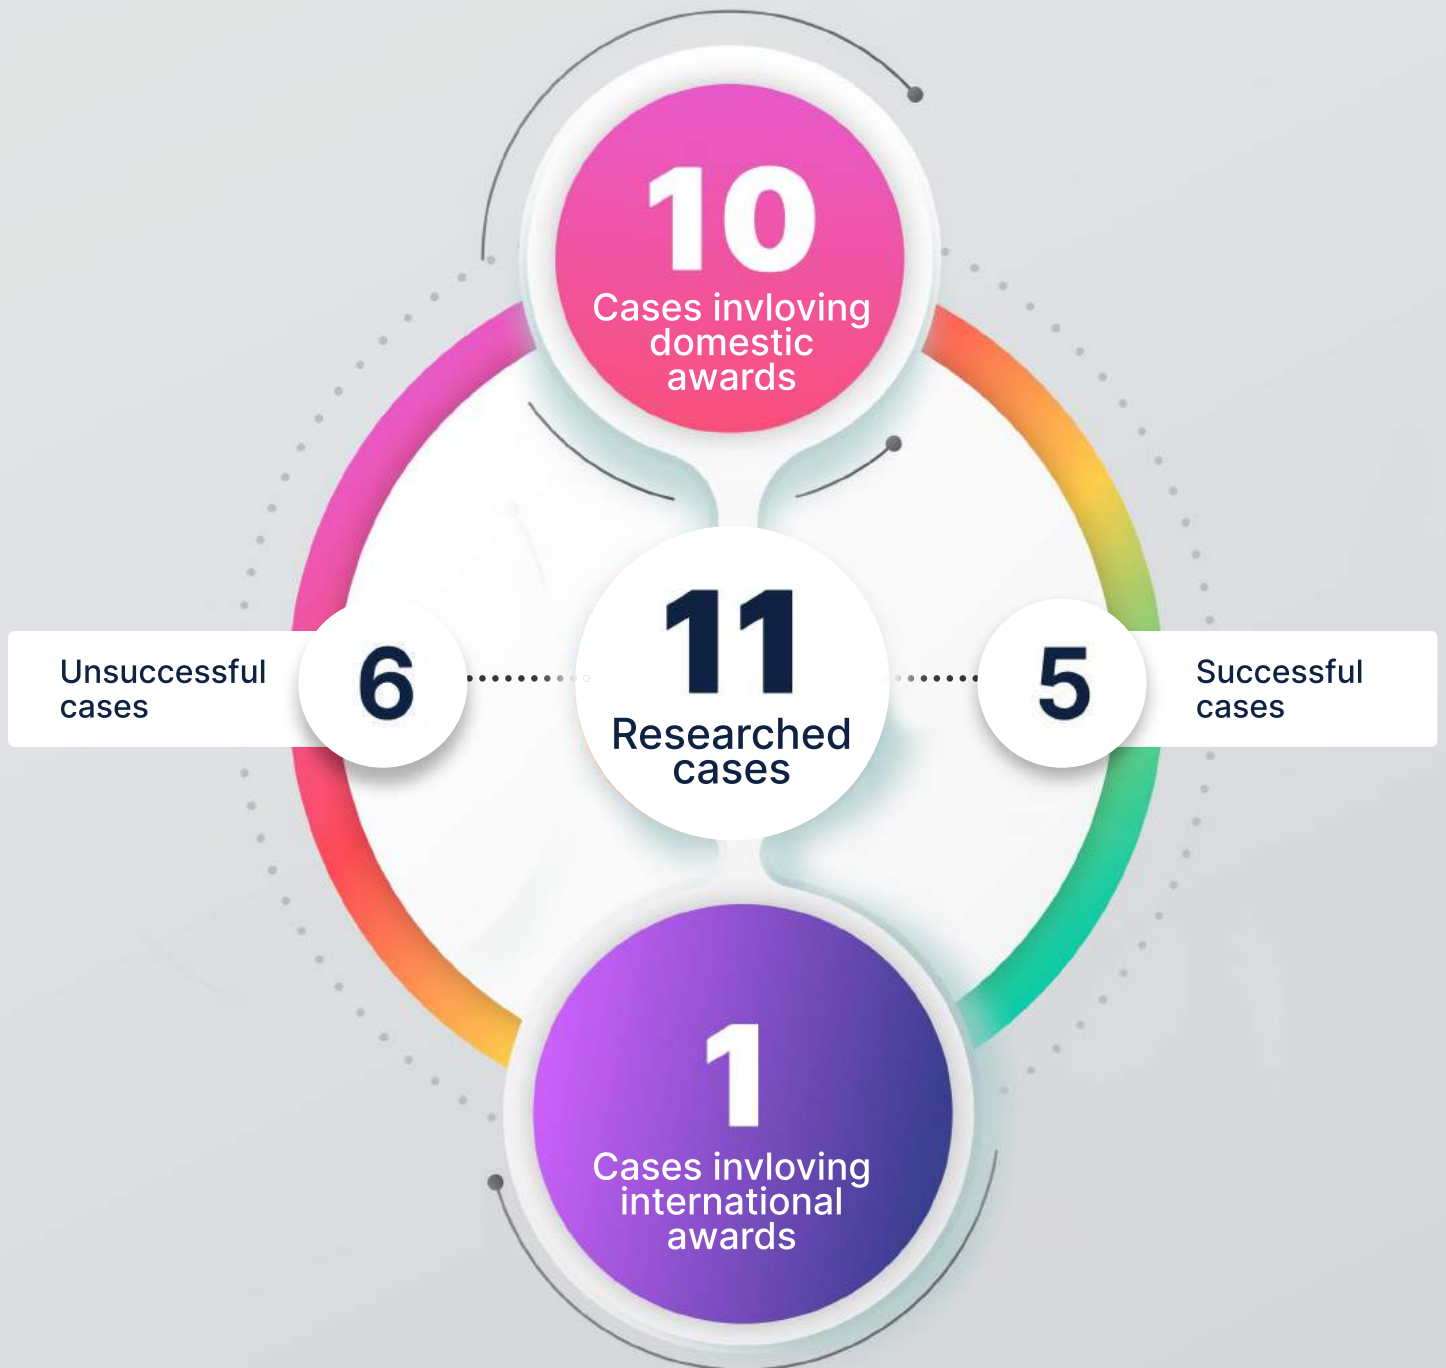 10
Cases invloving
domestic
awards
Unsuccessful
cases
6
11
Researched
cases
5
Successful
cases
1
Cases invloving
international
awards